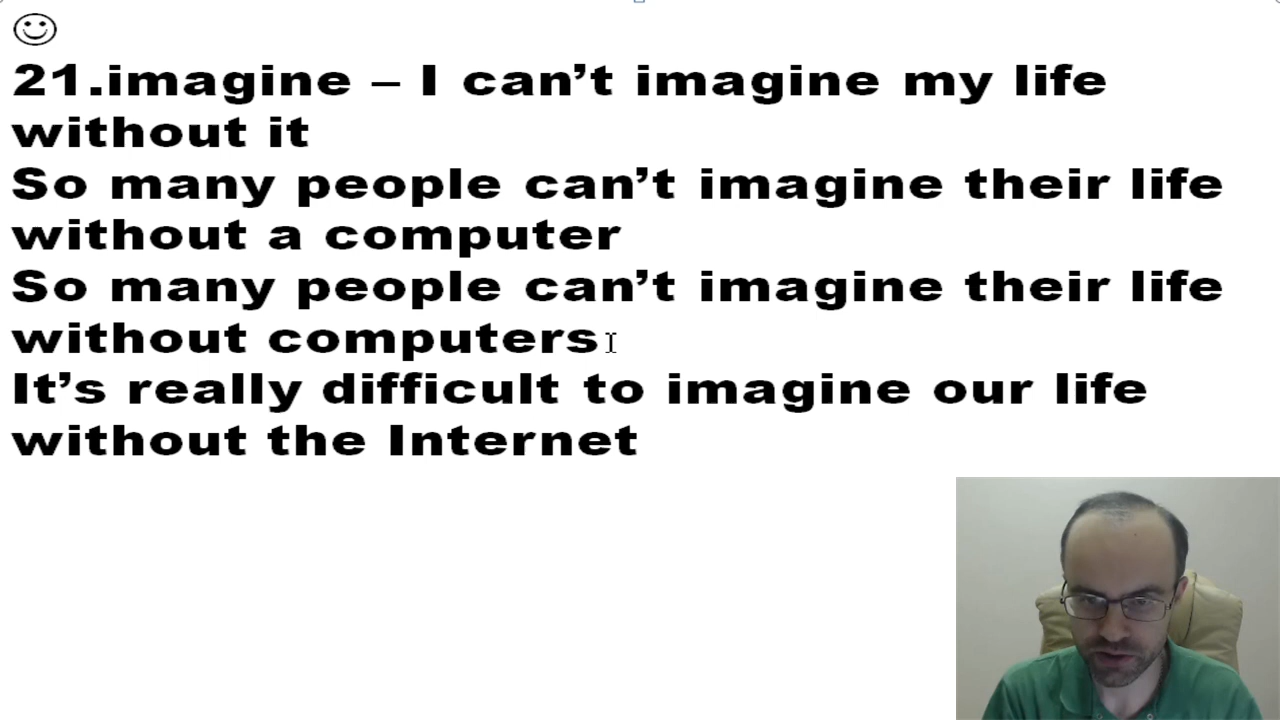 21.imagine – I can’t imagine my life
without it
So many people can’t imagine their life
without a computer
So many people can’t imagine their life
without computers
It’s really difficult to imagine our life
without the Internet